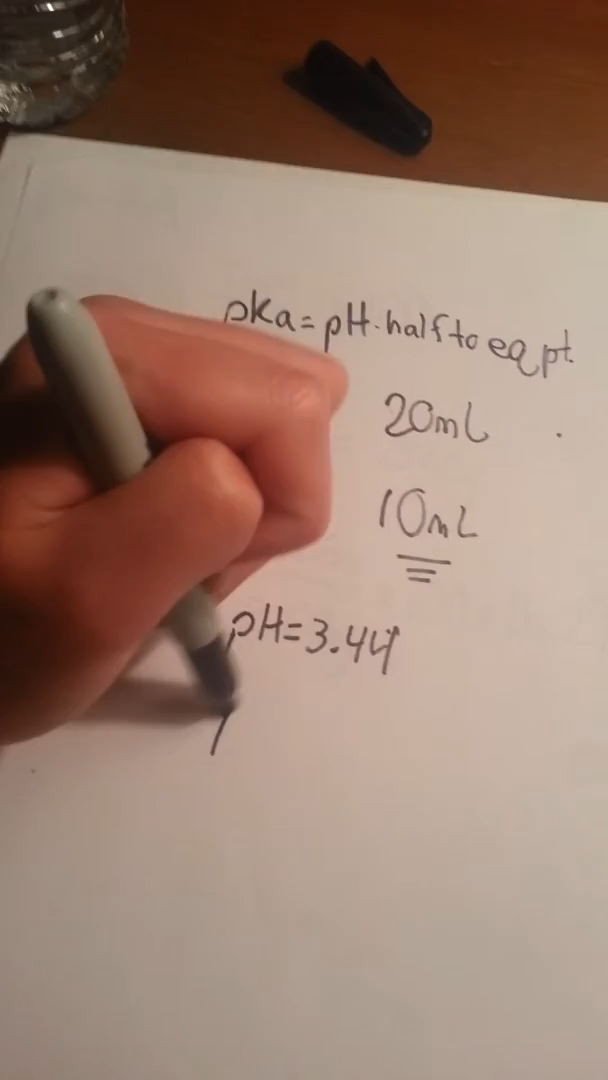 pka = pH · half to eq pt.
20mL
10mL
pH = 3.44